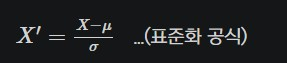 X′ = X−μ / σ ...(표준화 공식)